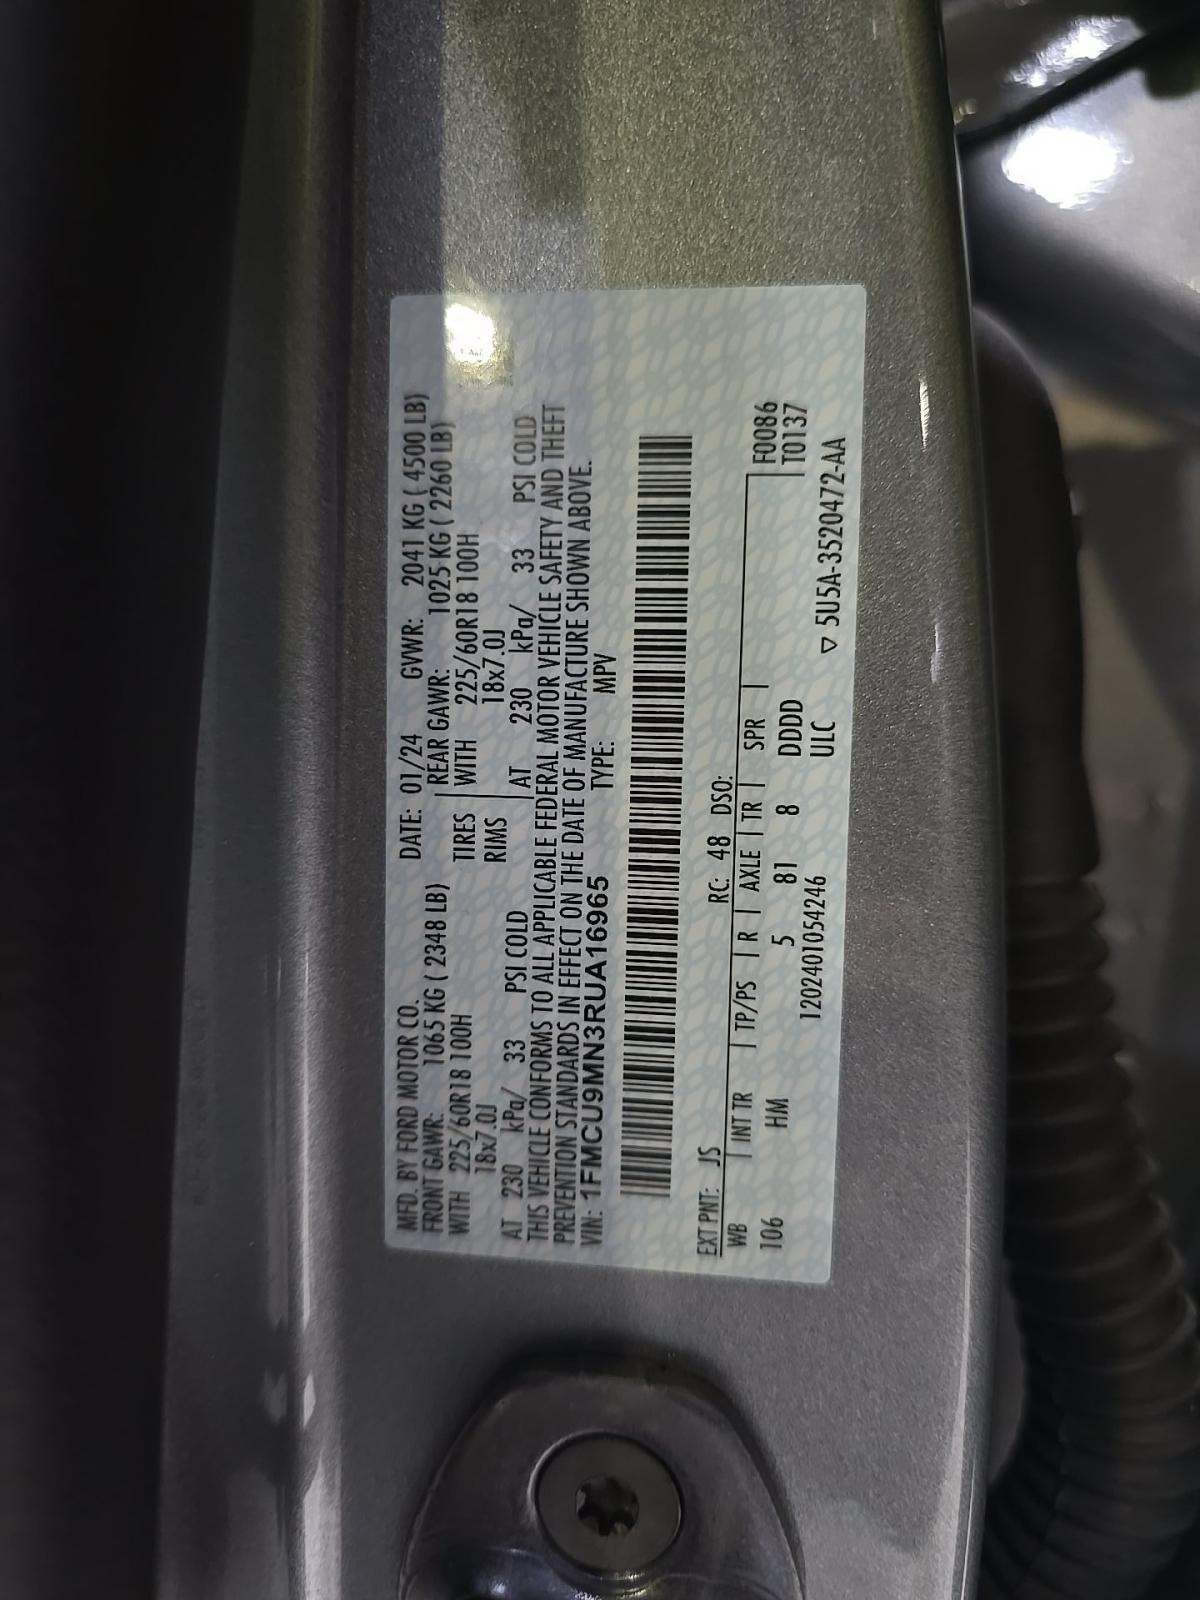 MFD. BY FORD MOTOR CO. DATE: 01/24 GVWR: 2041 KG ( 4500 LB)
FRONT GAWR: 1065 KG ( 2348 LB) REAR GAWR: 1025 KG ( 2260 LB)
WITH 225/60R18 100H TIRES WITH 225/60R18 100H
18x7.0J RIMS 18x7.0J
AT 230 kPa/ 33 PSI COLD AT 230 kPa/ 33 PSI COLD
THIS VEHICLE CONFORMS TO ALL APPLICABLE FEDERAL MOTOR VEHICLE SAFETY AND THEFT
PREVENTION STANDARDS IN EFFECT ON THE DATE OF MANUFACTURE SHOWN ABOVE.
VIN: 1FMCU9MN3RUA16965 TYPE: MPV
EXT PNT: JS RC: 48 DSO:
WB | INT TR | TP/PS | R | AXLE | TR | SPR | F0086
106 HM 5 81 8 DDDD T0137
1202401054246 ULC ▽ 5U5A-3520472-AA